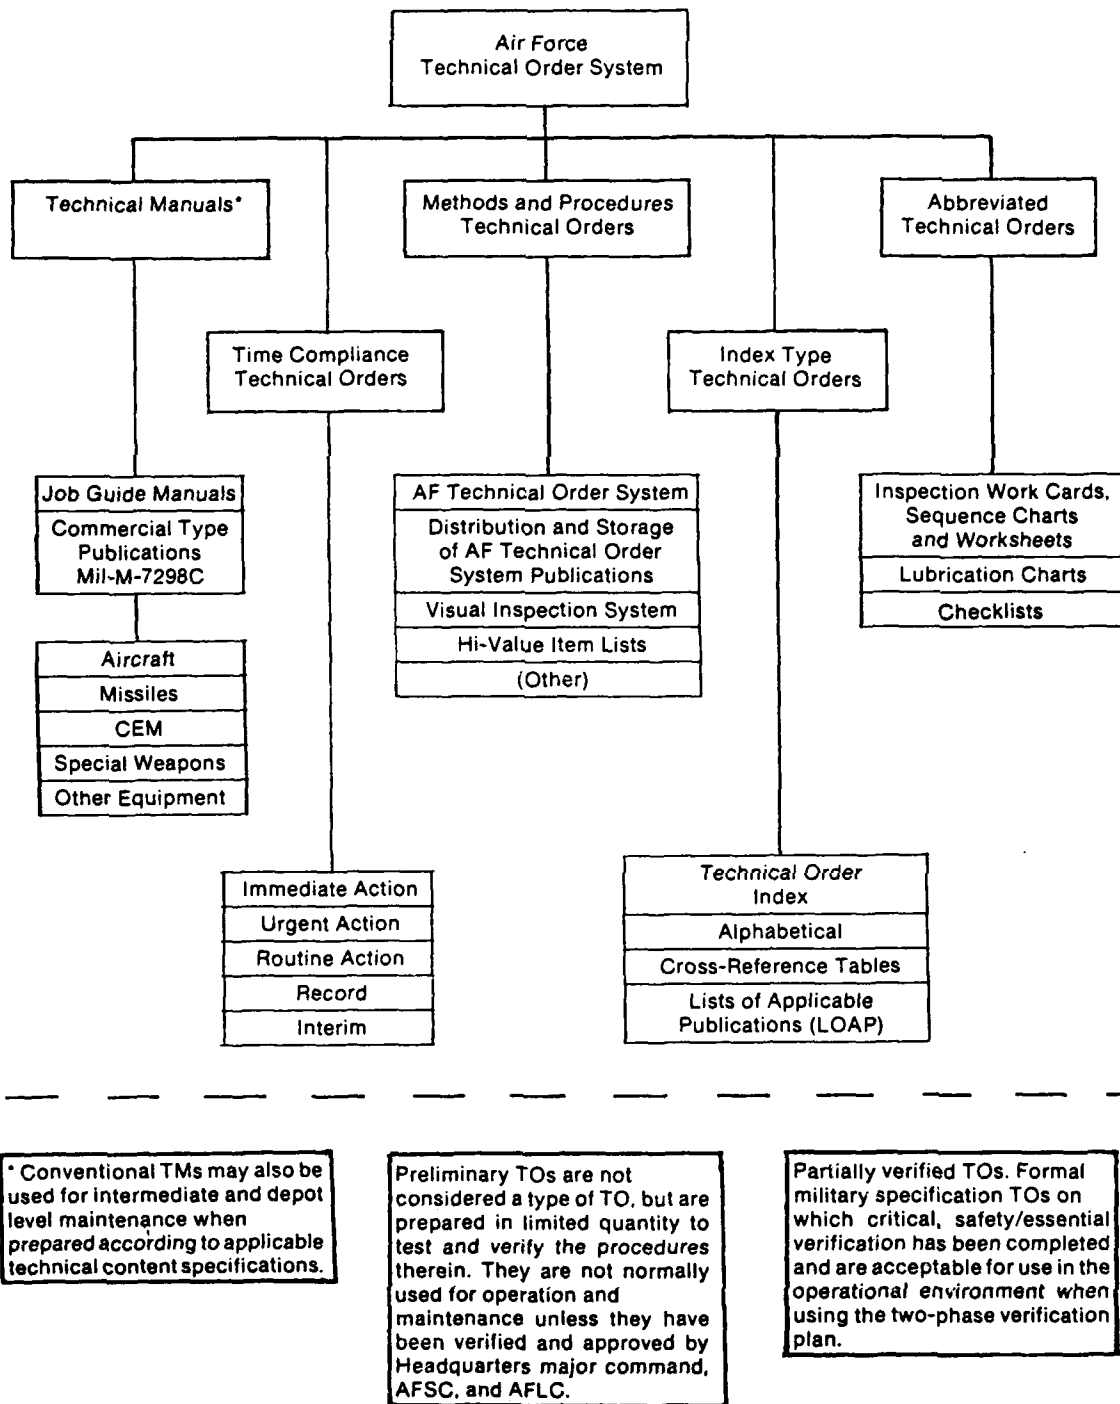 Air Force
Technical Order System
Technical Manuals*
Methods and Procedures
Technical Orders
Abbreviated
Technical Orders
Time Compliance
Technical Orders
Index Type
Technical Orders
Job Guide Manuals
Commercial Type
Publications
Mil-M-7298C
Aircraft
Missiles
CEM
Special Weapons
Other Equipment
AF Technical Order System
Distribution and Storage
of AF Technical Order
System Publications
Visual Inspection System
Hi-Value Item Lists
(Other)
Inspection Work Cards,
Sequence Charts
and Worksheets
Lubrication Charts
Checklists
Immediate Action
Urgent Action
Routine Action
Record
Interim
Technical Order
Index
Alphabetical
Cross-Reference Tables
Lists of Applicable
Publications (LOAP)
* Conventional TMs may also be
used for intermediate and depot
level maintenance when
prepared according to applicable
technical content specifications.
Preliminary TOs are not
considered a type of TO, but are
prepared in limited quantity to
test and verify the procedures
therein. They are not normally
used for operation and
maintenance unless they have
been verified and approved by
Headquarters major command,
AFSC, and AFLC.
Partially verified TOs. Formal
military specification TOs on
which critical, safety/essential
verification has been completed
and are acceptable for use in the
operational environment when
using the two-phase verification
plan.